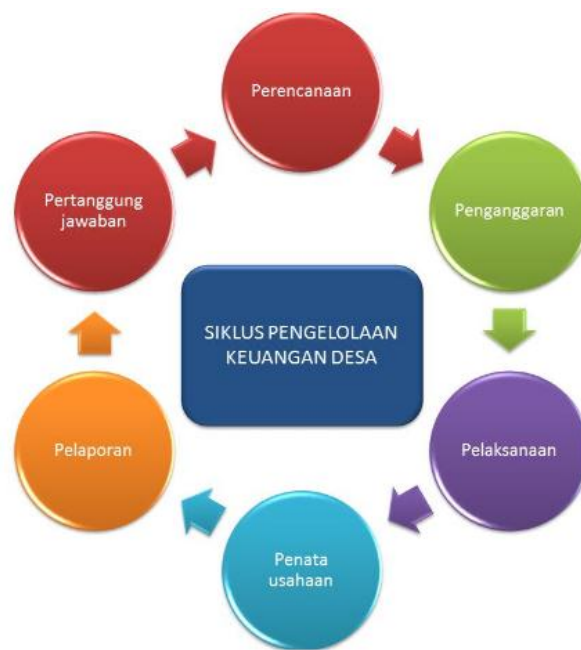 Perencanaan
Penganggaran
Pelaksanaan
Penata
usahaan
Pelaporan
Pertanggung
jawaban
SIKLUS PENGELOLAAN
KEUANGAN DESA